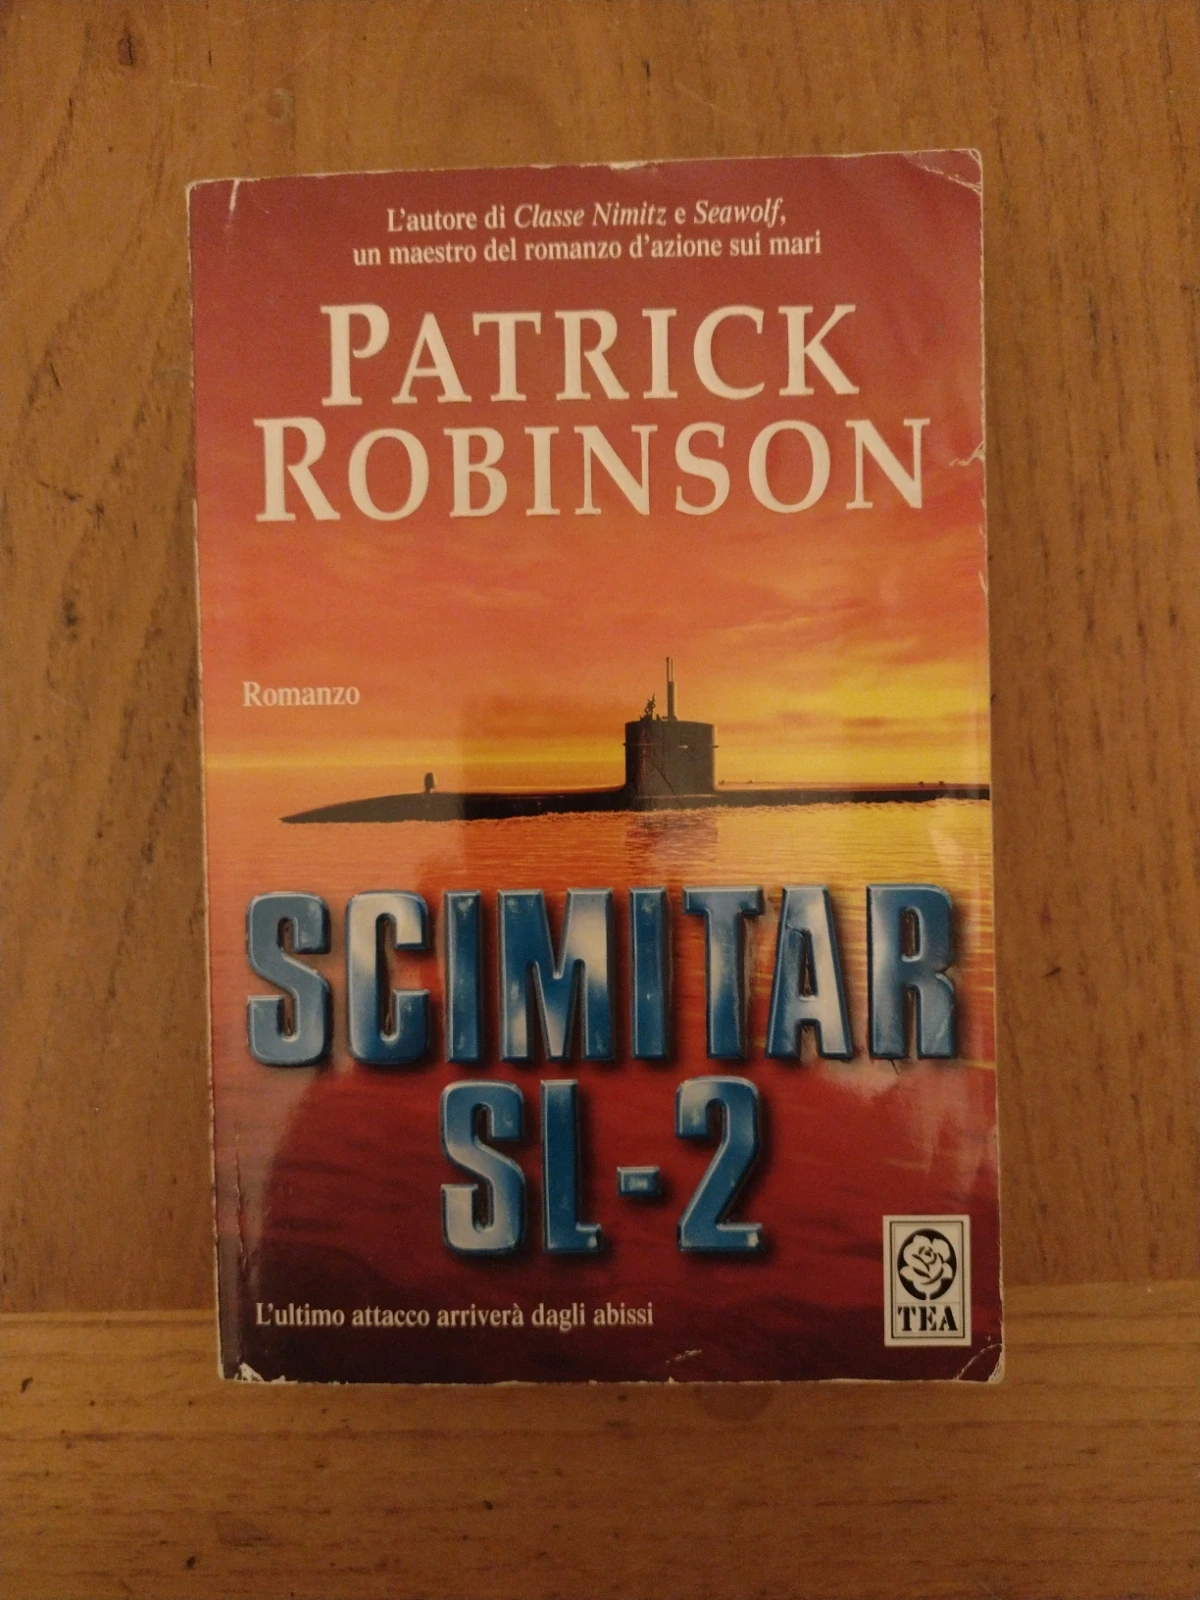 L'autore di Classe Nimitz e Seawolf,
un maestro del romanzo d'azione sui mari
PATRICK
ROBINSON
Romanzo
SCIMITAR
SL-2
L'ultimo attacco arriverà dagli abissi
TEA